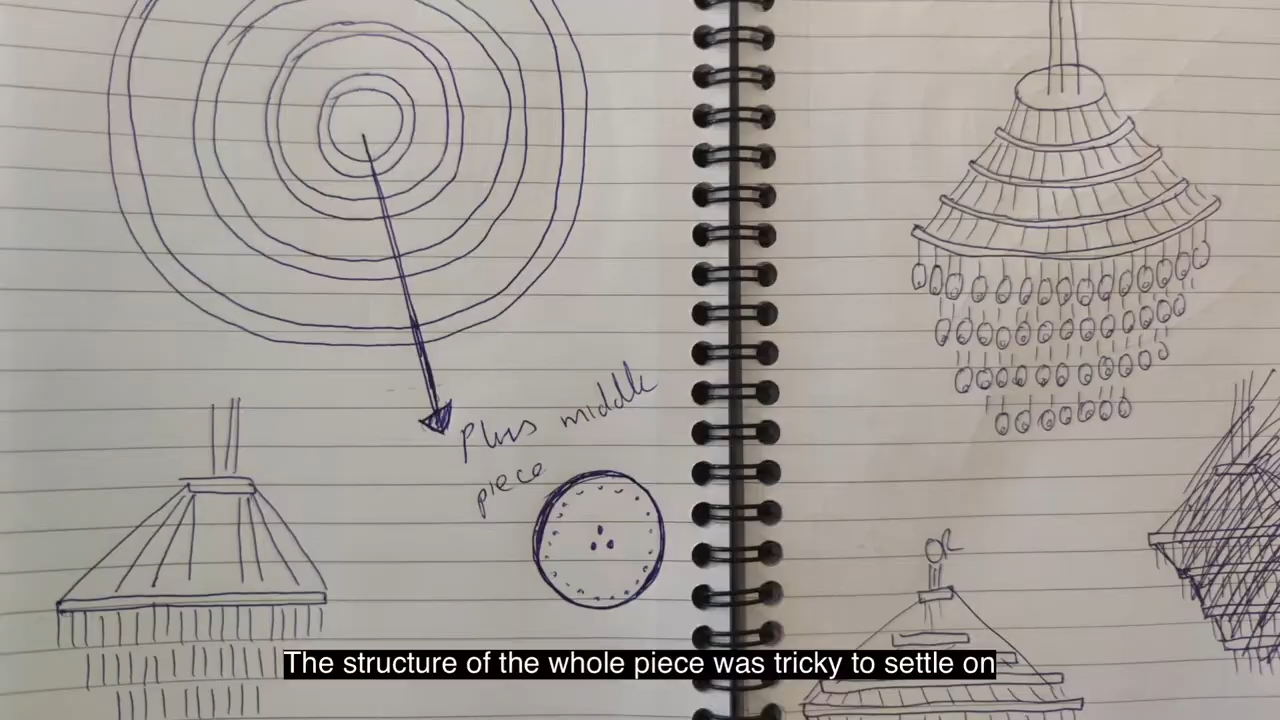 Plus middle
piece
OR
The structure of the whole piece was tricky to settle on